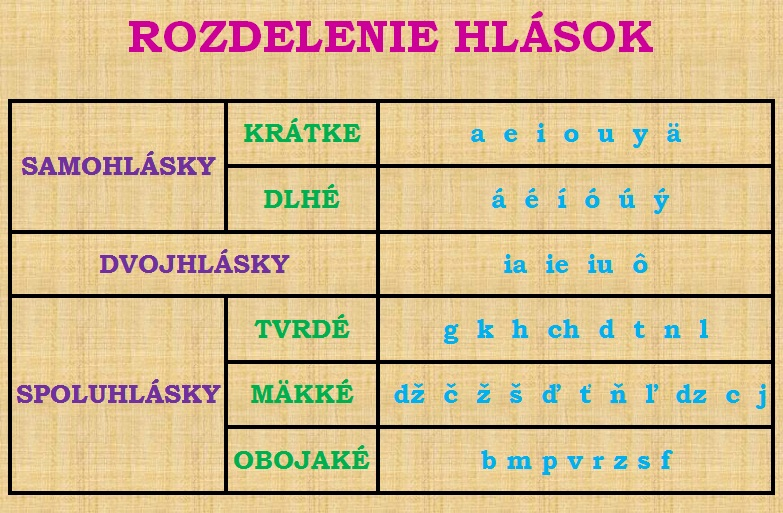 ROZDELENIE HLÁSOK
SAMOHLÁSKY
KRÁTKE
a e i o u y ä
DLHÉ
á é í ó ú ý
DVOJHLÁSKY
ia ie iu ô
SPOLUHLÁSKY
TVRDÉ
g k h ch d t n l
MÄKKÉ
dž č ž š ď ť ň ľ dz c j
OBOJAKÉ
b m p v r z s f